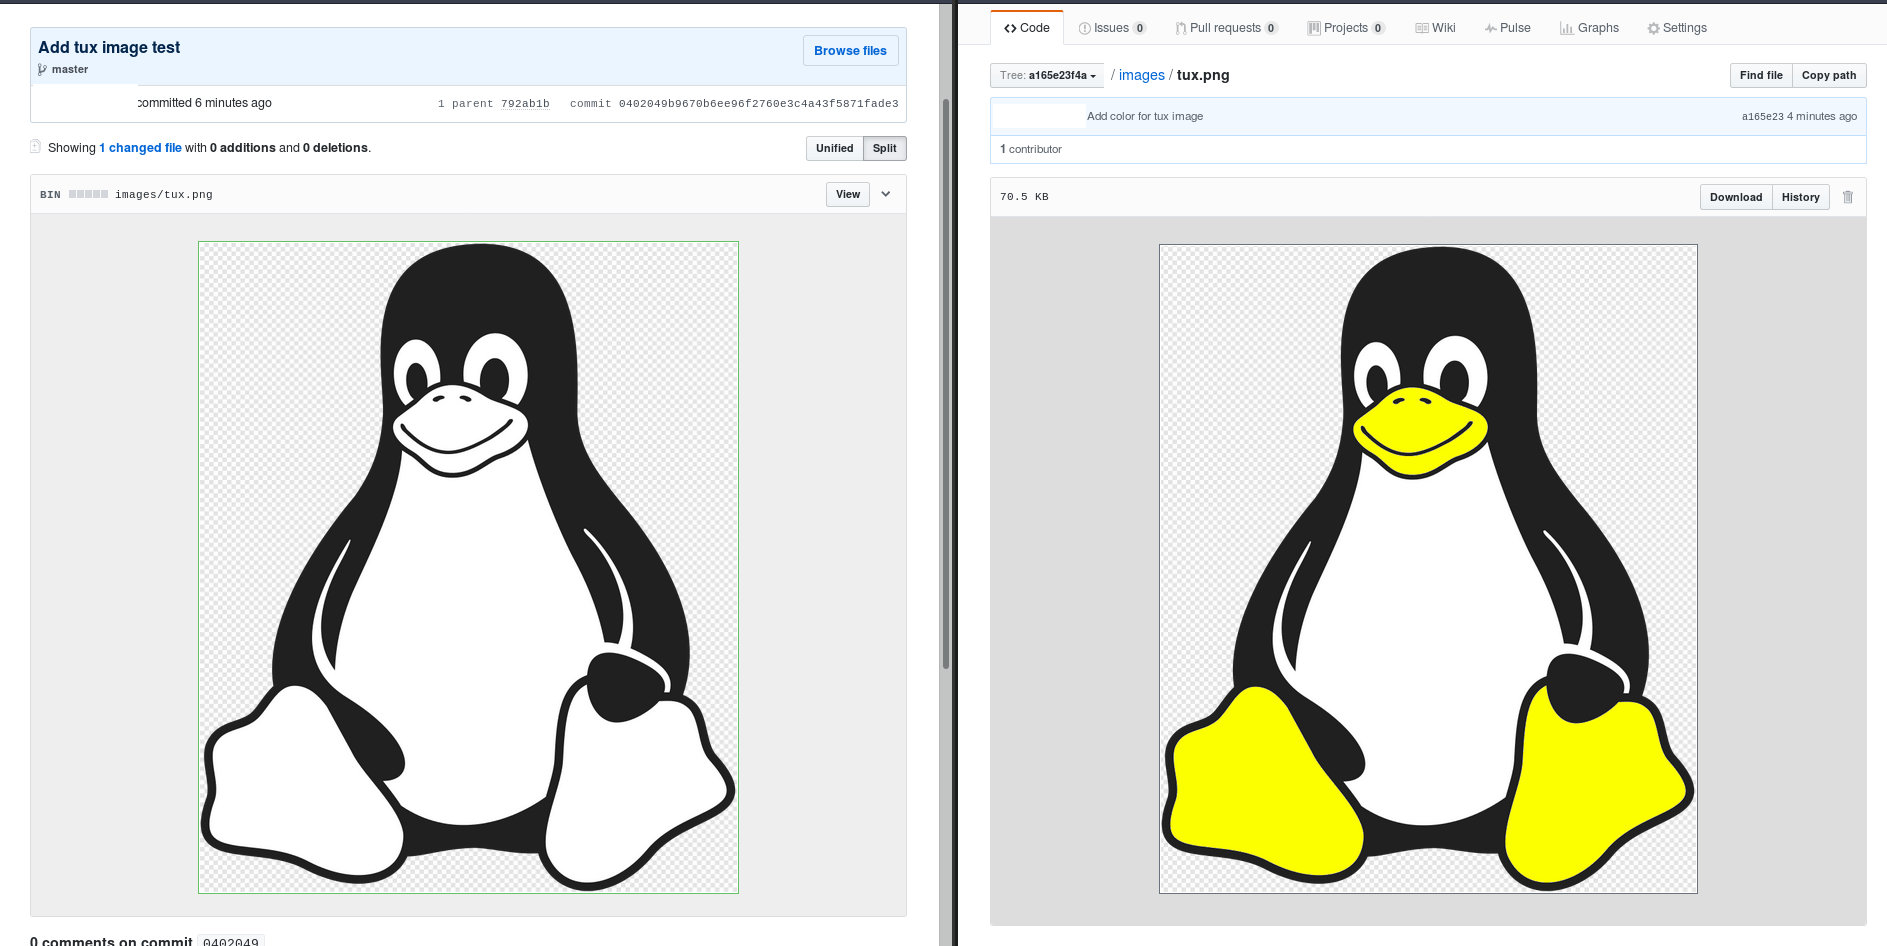 Add tux image test
Browse files
master
committed 6 minutes ago
1 parent 792ab1b commit 0402049b9670b6ee96f2760e3c4a43f5871fade3
Showing 1 changed file with 0 additions and 0 deletions.
Unified Split
BIN images/tux.png
View
0 comments on commit 0402049
Code Issues 0 Pull requests 0 Projects 0 Wiki Pulse Graphs Settings
Tree: a165e23f4a / images / tux.png
Find file Copy path
Add color for tux image
a165e23 4 minutes ago
1 contributor
70.5 KB
Download History